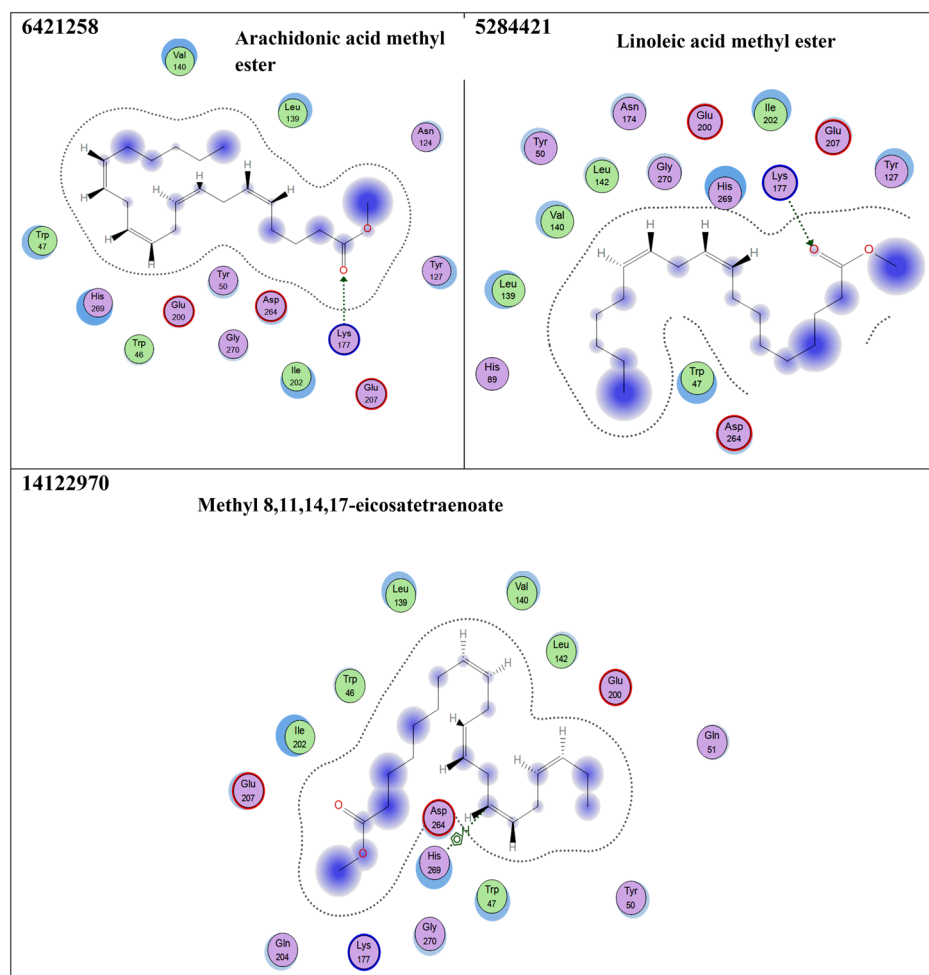 6421258
Arachidonic acid methyl
ester
Val
140
Leu
139
Asn
124
H
H
H
H
H
H
O
H
H
O
Trp
47
Tyr
127
Tyr
50
His
269
Glu
200
Asp
264
Trp
46
Gly
270
Lys
177
Ile
202
Glu
207
5284421
Linoleic acid methyl ester
Asn
174
Glu
200
Ile
202
Glu
207
Tyr
50
Leu
142
Gly
270
His
269
Lys
177
Tyr
127
Val
140
H
H
H
H
O
O
Leu
139
His
89
Trp
47
Asp
264
14122970
Methyl 8,11,14,17-eicosatetraenoate
Leu
139
Val
140
Leu
142
H
H
Trp
46
Glu
200
Ile
202
H
H
Gln
51
H
H
Glu
207
O
Asp
264
H
H
H
O
His
269
Trp
47
Tyr
50
Gln
204
Lys
177
Gly
270